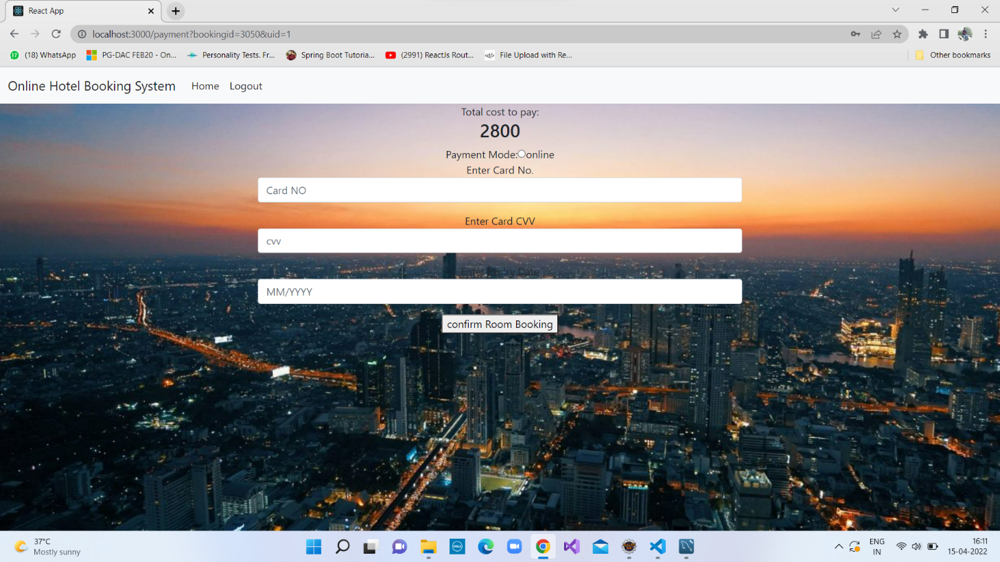 React App
localhost:3000/payment?bookingid=3050&uid=1
(18) WhatsApp
PG-DAC FEB20 - On...
Personality Tests. Fr...
Spring Boot Tutoria...
(2991) ReactJs Rout...
File Upload with Re...
Other bookmarks
Online Hotel Booking System Home Logout
Total cost to pay:
2800
Payment Mode: online
Enter Card No.
Card NO
Enter Card CVV
cvv
Enter Expiry Date
MM/YYYY
confirm Room Booking
37°C
Mostly sunny
DELL
ENG
IN
16:11
15-04-2022